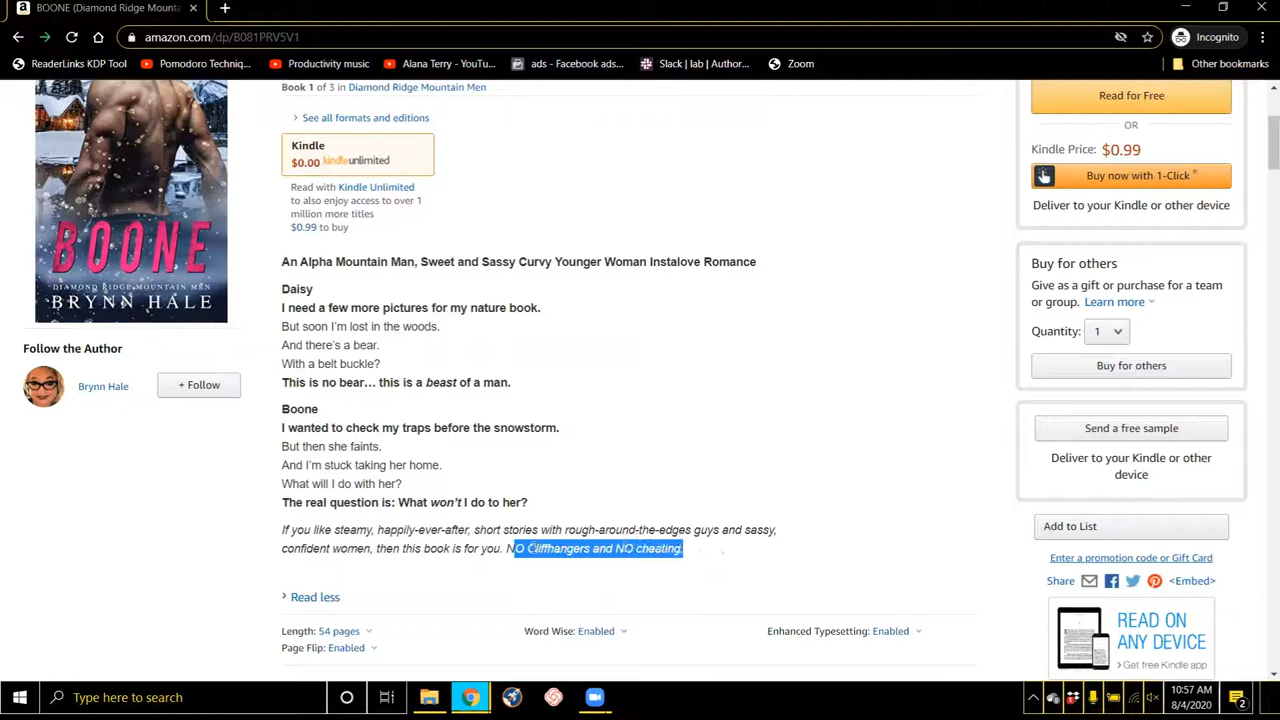 BOONE (Diamond Ridge Mounta
amazon.com/dp/B081PRV5V1
Incognito
ReaderLinks KDP Tool
Pomodoro Techniq...
Productivity music
Alana Terry - YouTu...
ads - Facebook ads...
Slack | lab | Author...
Zoom
Other bookmarks
BOONE
DIAMOND RIDGE MOUNTAIN MEN
BRYNN HALE
Follow the Author
Brynn Hale
+ Follow
Book 1 of 3 in Diamond Ridge Mountain Men
See all formats and editions
Kindle
$0.00 kindleunlimited
Read with Kindle Unlimited
to also enjoy access to over 1
million more titles
$0.99 to buy
An Alpha Mountain Man, Sweet and Sassy Curvy Younger Woman Instalove Romance
Daisy
I need a few more pictures for my nature book.
But soon I'm lost in the woods.
And there's a bear.
With a belt buckle?
This is no bear... this is a beast of a man.
Boone
I wanted to check my traps before the snowstorm.
But then she faints.
And I'm stuck taking her home.
What will I do with her?
The real question is: What won't I do to her?
If you like steamy, happily-ever-after, short stories with rough-around-the-edges guys and sassy,
confident women, then this book is for you. NO Cliffhangers and NO cheating.
Read less
Length: 54 pages
Word Wise: Enabled
Enhanced Typesetting: Enabled
Page Flip: Enabled
Read for Free
OR
Kindle Price: $0.99
Buy now with 1-Click ®
Deliver to your Kindle or other device
Buy for others
Give as a gift or purchase for a team
or group. Learn more
Quantity: 1
Buy for others
Send a free sample
Deliver to your Kindle or other
device
Add to List
Enter a promotion code or Gift Card
Share <Embed>
READ ON
ANY DEVICE
› Get free Kindle app
Type here to search
10:57 AM
8/4/2020
2